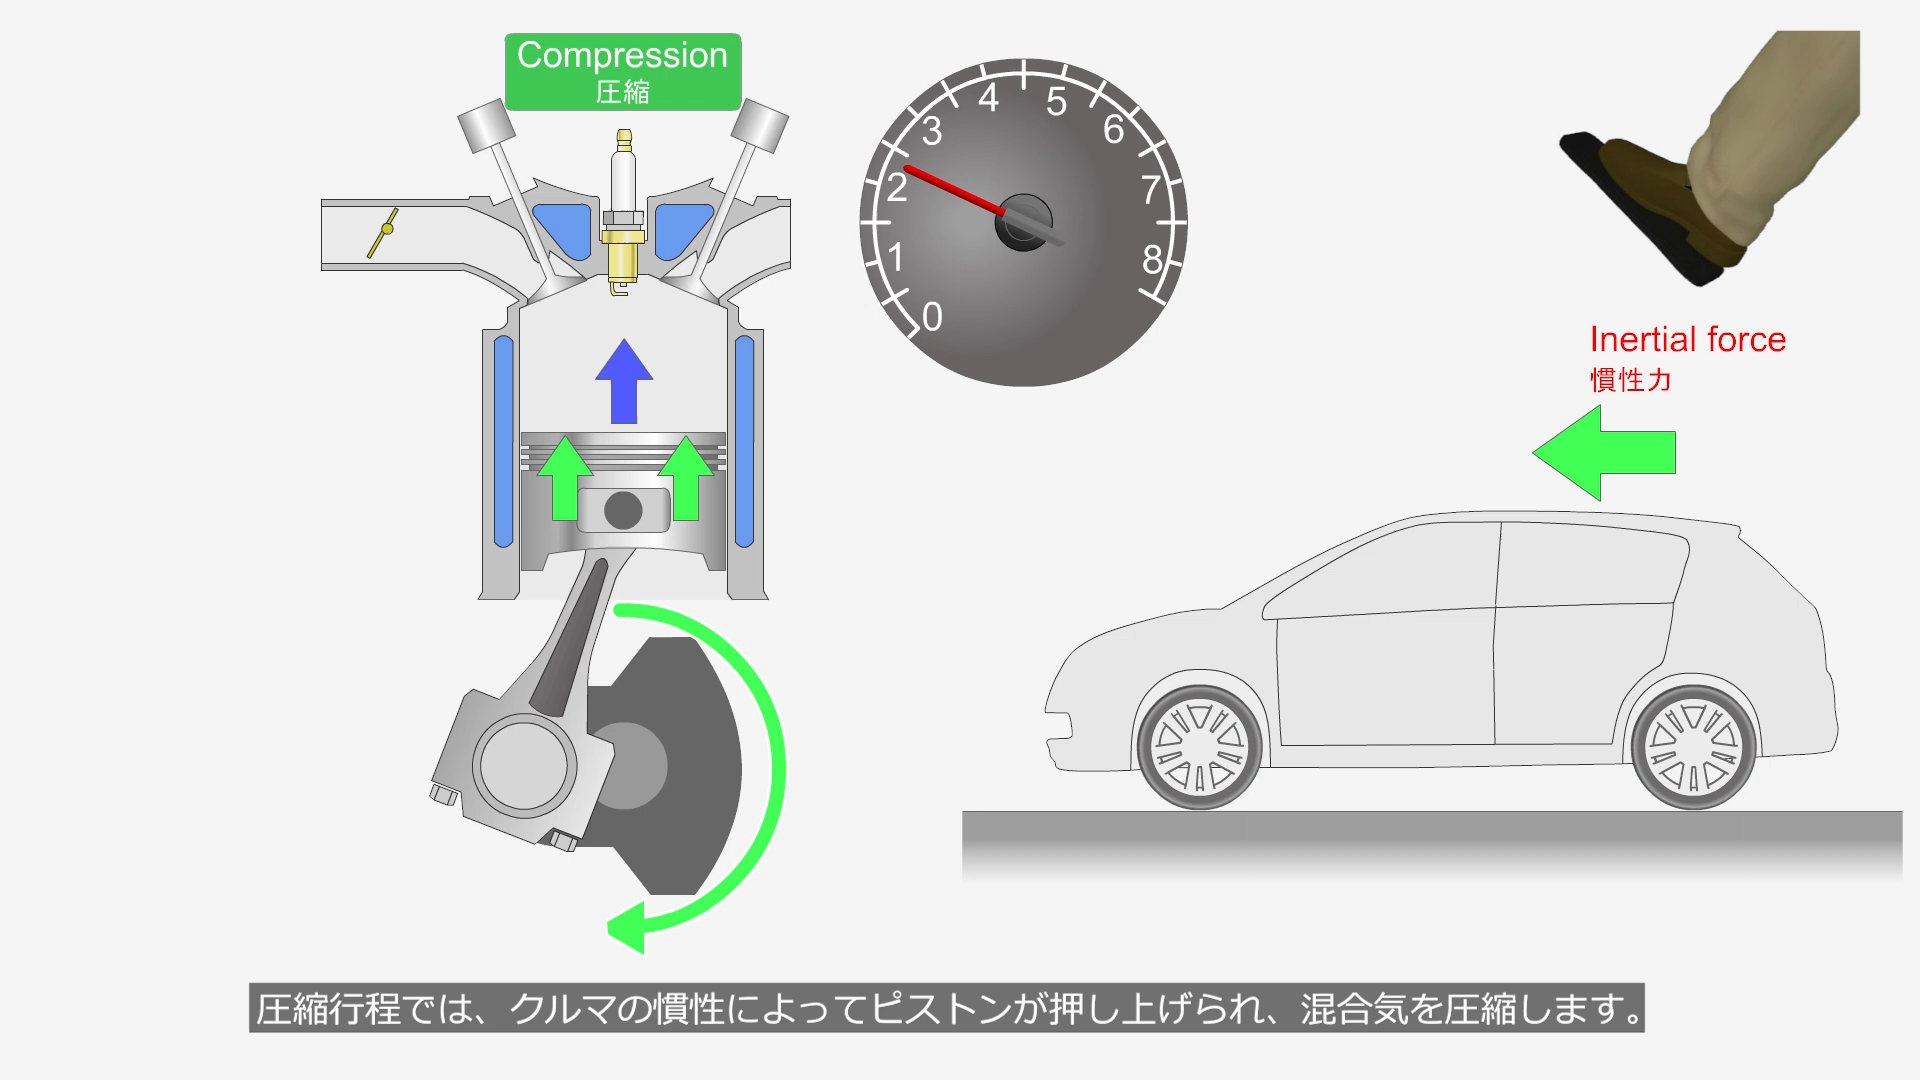 Compression
圧縮
0
1
2
3
4
5
6
7
8
Inertial force
慣性力
圧縮行程では、クルマの慣性によってピストンが押し上げられ、混合気を圧縮します。